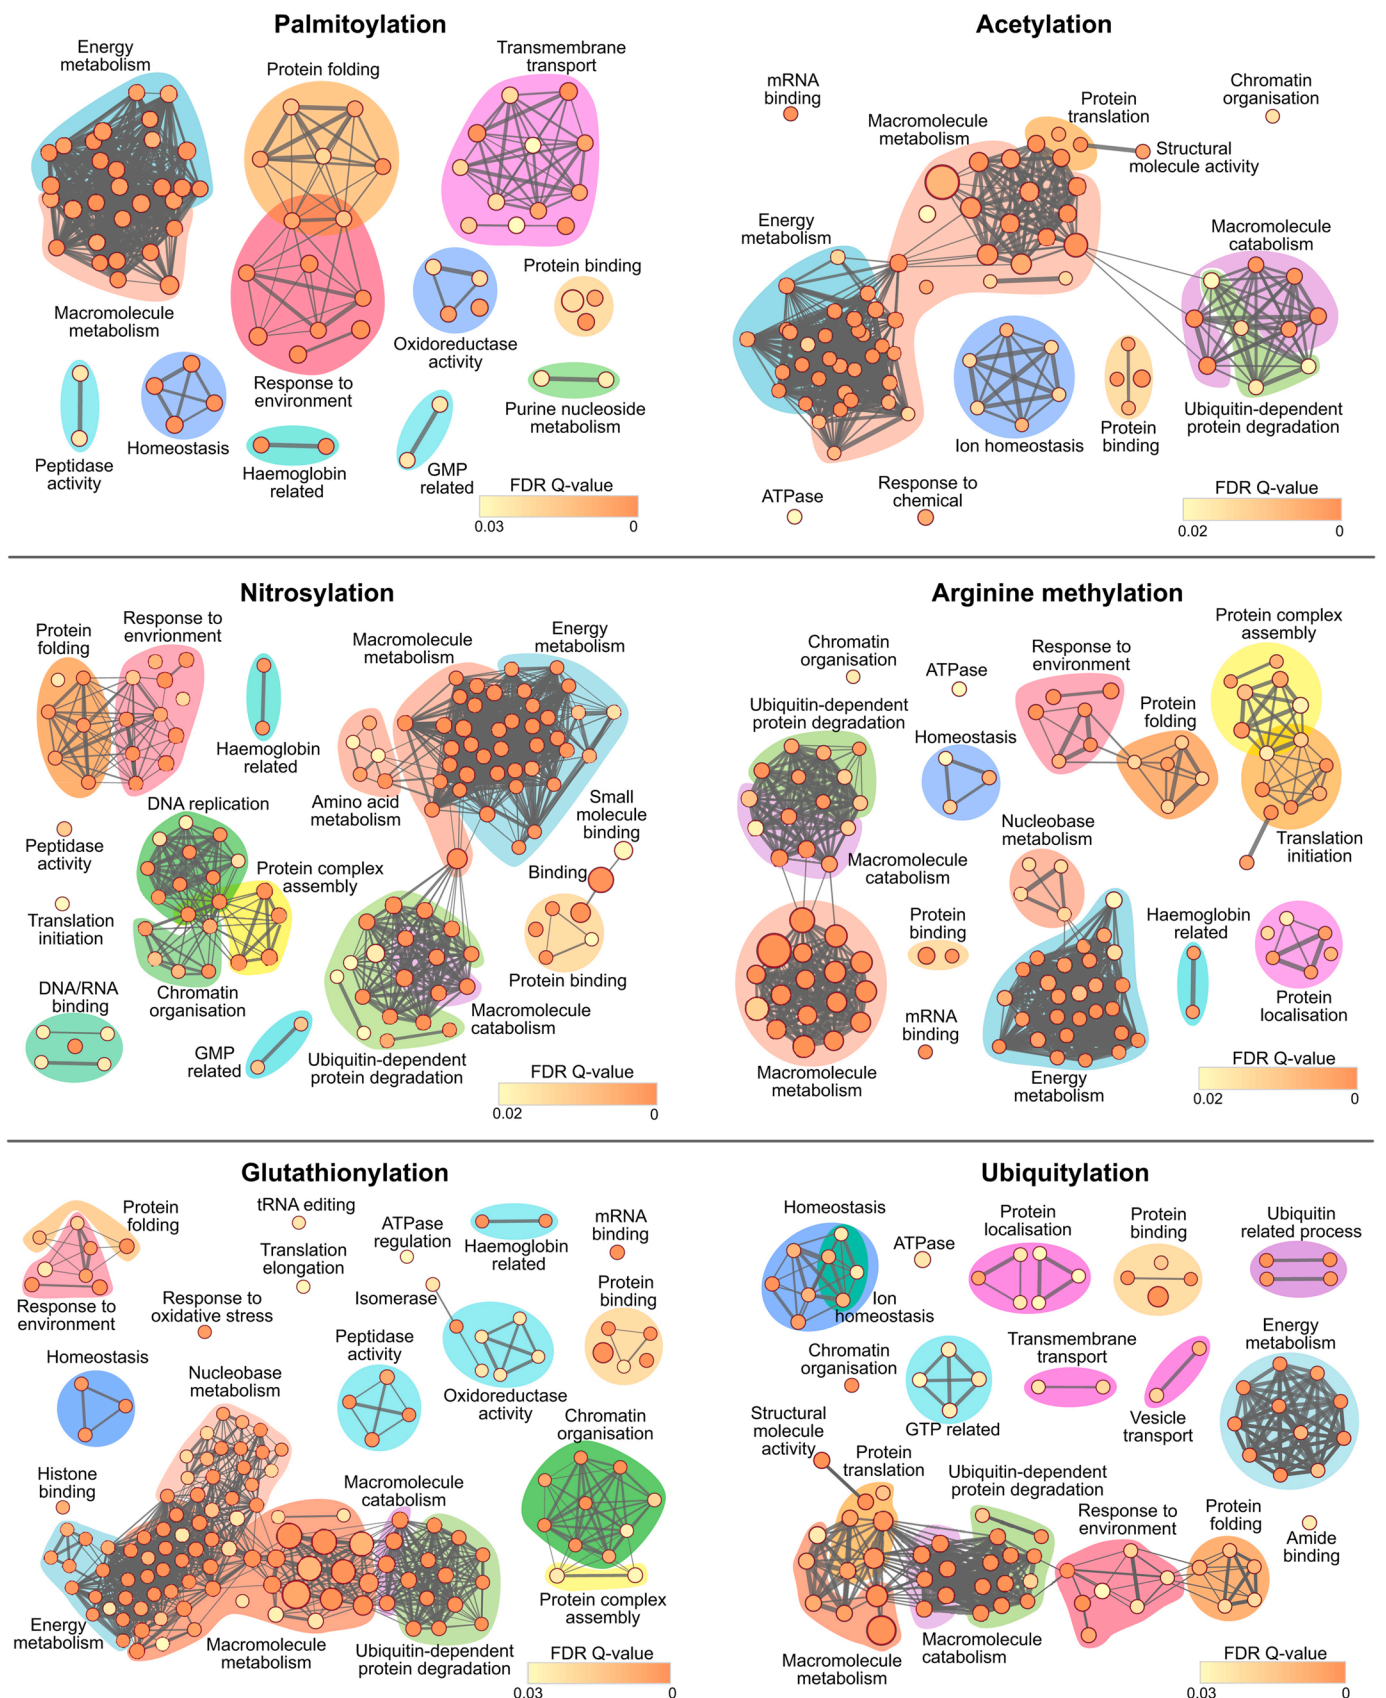 Palmitoylation
Energy
metabolism
Protein folding
Transmembrane
transport
Macromolecule
metabolism
Oxidoreductase
activity
Protein binding
Response to
environment
Purine nucleoside
metabolism
Peptidase
activity
Homeostasis
Haemoglobin
related
GMP
related
FDR Q-value
0.03
0
Acetylation
mRNA
binding
Macromolecule
metabolism
Protein
translation
Structural
molecule activity
Chromatin
organisation
Energy
metabolism
Macromolecule
catabolism
Ion homeostasis
Protein
binding
Ubiquitin-dependent
protein degradation
ATPase
Response to
chemical
FDR Q-value
0.02
0
Nitrosylation
Protein
folding
Response to
envrionment
Haemoglobin
related
Macromolecule
metabolism
Energy
metabolism
Amino acid
metabolism
Small
molecule
binding
Binding
Peptidase
activity
DNA replication
Protein complex
assembly
Translation
initiation
Protein binding
DNA/RNA
binding
Chromatin
organisation
Macromolecule
catabolism
GMP
related
Ubiquitin-dependent
protein degradation
FDR Q-value
0.02
0
Arginine methylation
Chromatin
organisation
ATPase
Response to
environment
Protein complex
assembly
Ubiquitin-dependent
protein degradation
Homeostasis
Protein
folding
Nucleobase
metabolism
Translation
initiation
Macromolecule
catabolism
Protein
binding
Haemoglobin
related
mRNA
binding
Protein
localisation
Macromolecule
metabolism
Energy
metabolism
FDR Q-value
0.02
0
Glutathionylation
Protein
folding
tRNA editing
ATPase
regulation
Haemoglobin
related
mRNA
binding
Translation
elongation
Response to
environment
Response to
oxidative stress
Isomerase
Protein
binding
Homeostasis
Nucleobase
metabolism
Peptidase
activity
Oxidoreductase
activity
Chromatin
organisation
Histone
binding
Macromolecule
catabolism
Energy
metabolism
Macromolecule
metabolism
Ubiquitin-dependent
protein degradation
Protein complex
assembly
FDR Q-value
0.03
0
Ubiquitylation
Homeostasis
ATPase
Protein
localisation
Protein
binding
Ubiquitin
related process
Ion
homeostasis
Chromatin
organisation
GTP related
Transmembrane
transport
Vesicle
transport
Energy
metabolism
Structural
molecule
activity
Protein
translation
Ubiquitin-dependent
protein degradation
Response to
environment
Protein
folding
Amide
binding
Macromolecule
metabolism
Macromolecule
catabolism
FDR Q-value
0.03
0